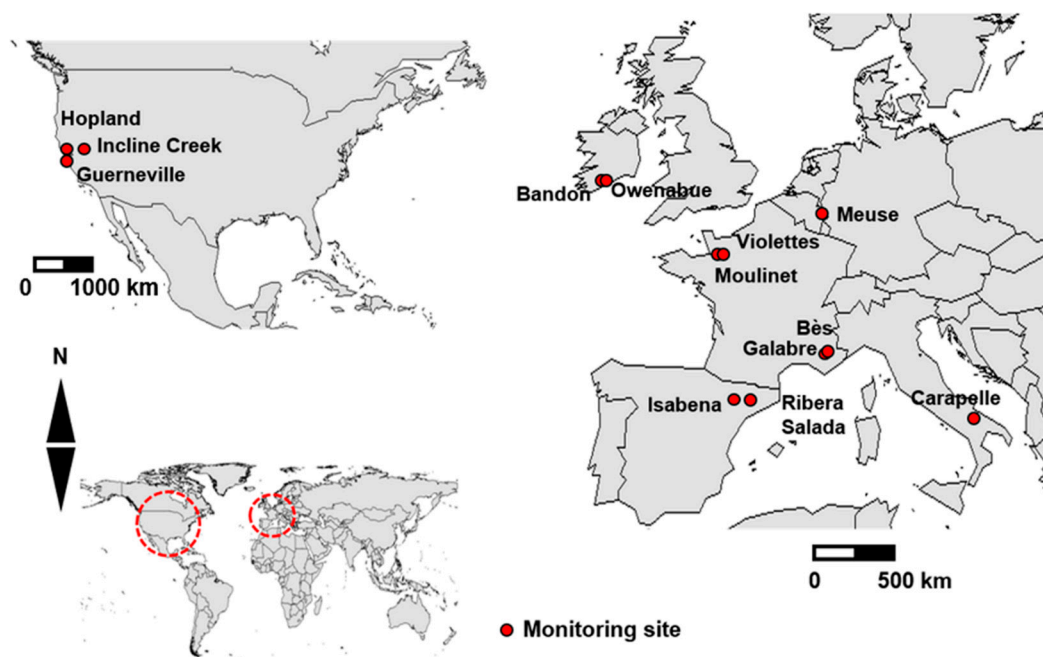 Hopland
Incline Creek
Guerneville
0 1000 km
N
Bandon
Owenabue
Meuse
Violettes
Moulinet
Bès
Galabre
Isabena
Ribera
Salada
Carapelle
0 500 km
Monitoring site